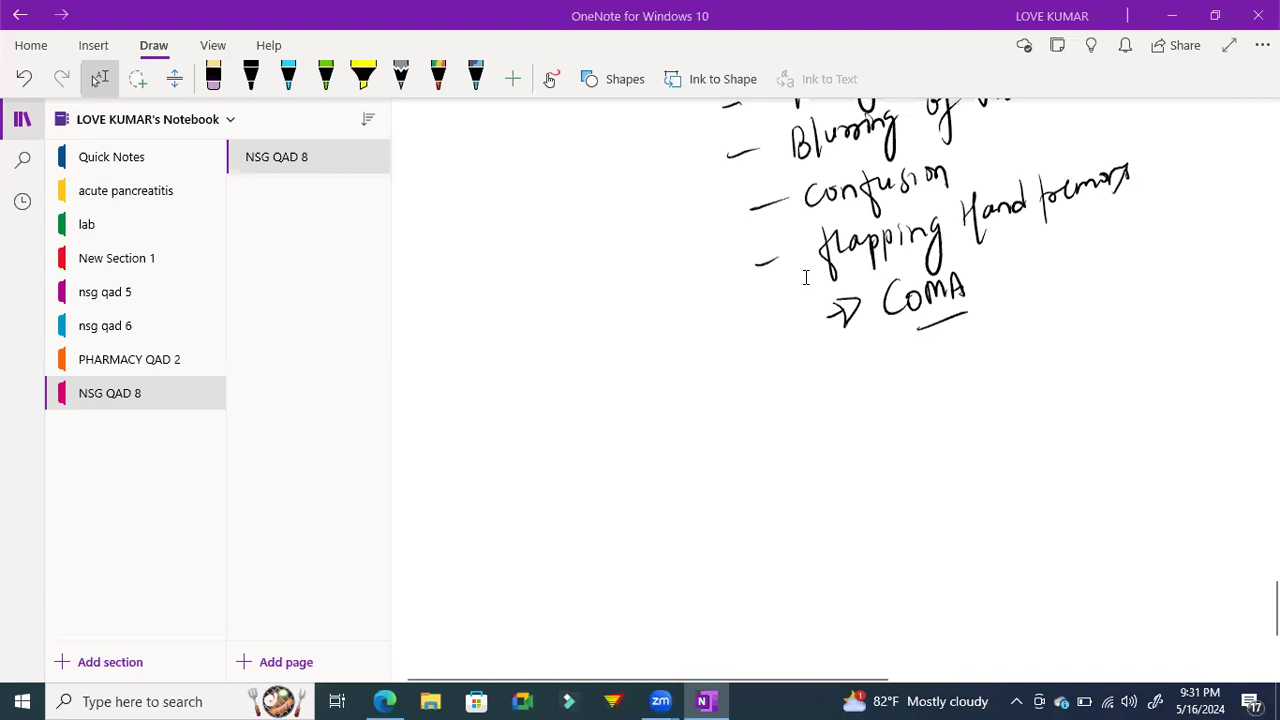 OneNote for Windows 10
LOVE KUMAR
Home Insert Draw View Help
Share
Shapes Ink to Shape Ink to Text
LOVE KUMAR's Notebook
Quick Notes
acute pancreatitis
lab
New Section 1
nsg qad 5
nsg qad 6
PHARMACY QAD 2
NSG QAD 8
Add section
NSG QAD 8
Add page
- Blurring of
- Confusion
- flapping Hand tremors
⇒ COMA
Type here to search
zm
82°F Mostly cloudy
9:31 PM
5/16/2024
17